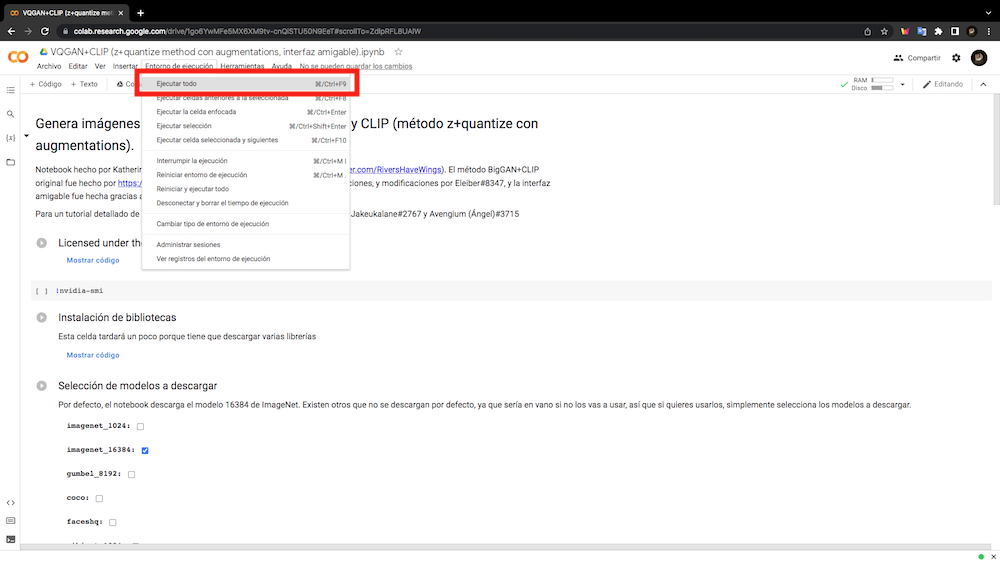 VQGAN+CLIP (z+quantize met
colab.research.google.com/drive/1go6YwMFe5MX6XM9tv-cnQiSTU50N9EeT#scrollTo=ZdlpRFL8UAlW
VQGAN+CLIP (z+quantize method con augmentations, interfaz amigable).ipynb
Archivo Editar Ver Insertar Entorno de ejecución Herramientas Ayuda No se pueden guardar los cambios
Compartir
+ Código + Texto
RAM
Disco
Editando
Ejecutar todo ⌘/Ctrl+F9
Ejecutar celdas anteriores a la seleccionada ⌘/Ctrl+F8
Ejecutar la celda enfocada ⌘/Ctrl+Enter
Ejecutar selección ⌘/Ctrl+Shift+Enter
Ejecutar celda seleccionada y siguientes ⌘/Ctrl+F10
Interrumpir la ejecución ⌘/Ctrl+M I
Reiniciar entorno de ejecución ⌘/Ctrl+M .
Reiniciar y ejecutar todo
Desconectar y borrar el tiempo de ejecución
Cambiar tipo de entorno de ejecución
Administrar sesiones
Ver registros del entorno de ejecución
Genera imágenes y CLIP (método z+quantize con
augmentations).
Notebook hecho por Katherin er.com/RiversHaveWings). El método BigGAN+CLIP
original fue hecho por https:/ ciones, y modificaciones por Eleiber#8347, y la interfaz
amigable fue hecha gracias a
Para un tutorial detallado de Jakeukalane#2767 y Avengium (Ángel)#3715
Licensed under the
Mostrar código
[ ] !nvidia-smi
Instalación de bibliotecas
Esta celda tardará un poco porque tiene que descargar varias librerías
Mostrar código
Selección de modelos a descargar
Por defecto, el notebook descarga el modelo 16384 de ImageNet. Existen otros que no se descargan por defecto, ya que sería en vano si no los vas a usar, así que si quieres usarlos, simplemente selecciona los modelos a descargar.
imagenet_1024:
imagenet_16384:
gumbel_8192:
coco:
faceshq: